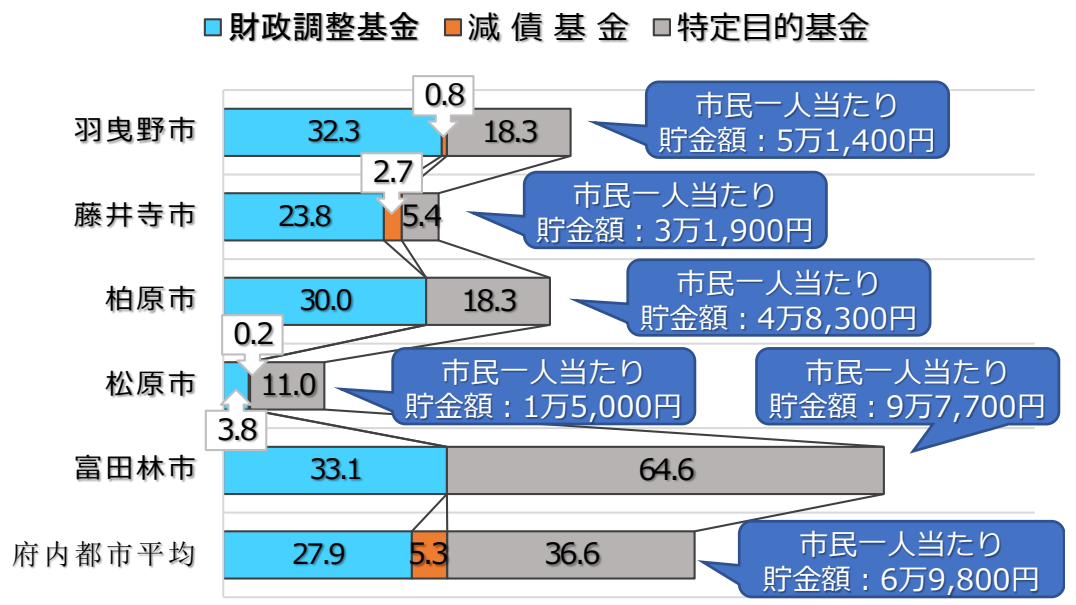 財政調整基金 減債基金 特定目的基金
羽曳野市 32.3 0.8 18.3
市民一人当たり
貯金額：5万1,400円
藤井寺市 23.8 2.7 5.4
市民一人当たり
貯金額：3万1,900円
柏原市 30.0 18.3
市民一人当たり
貯金額：4万8,300円
松原市 3.8 0.2 11.0
市民一人当たり
貯金額：1万5,000円
富田林市 33.1 64.6
市民一人当たり
貯金額：9万7,700円
府内都市平均 27.9 5.3 36.6
市民一人当たり
貯金額：6万9,800円